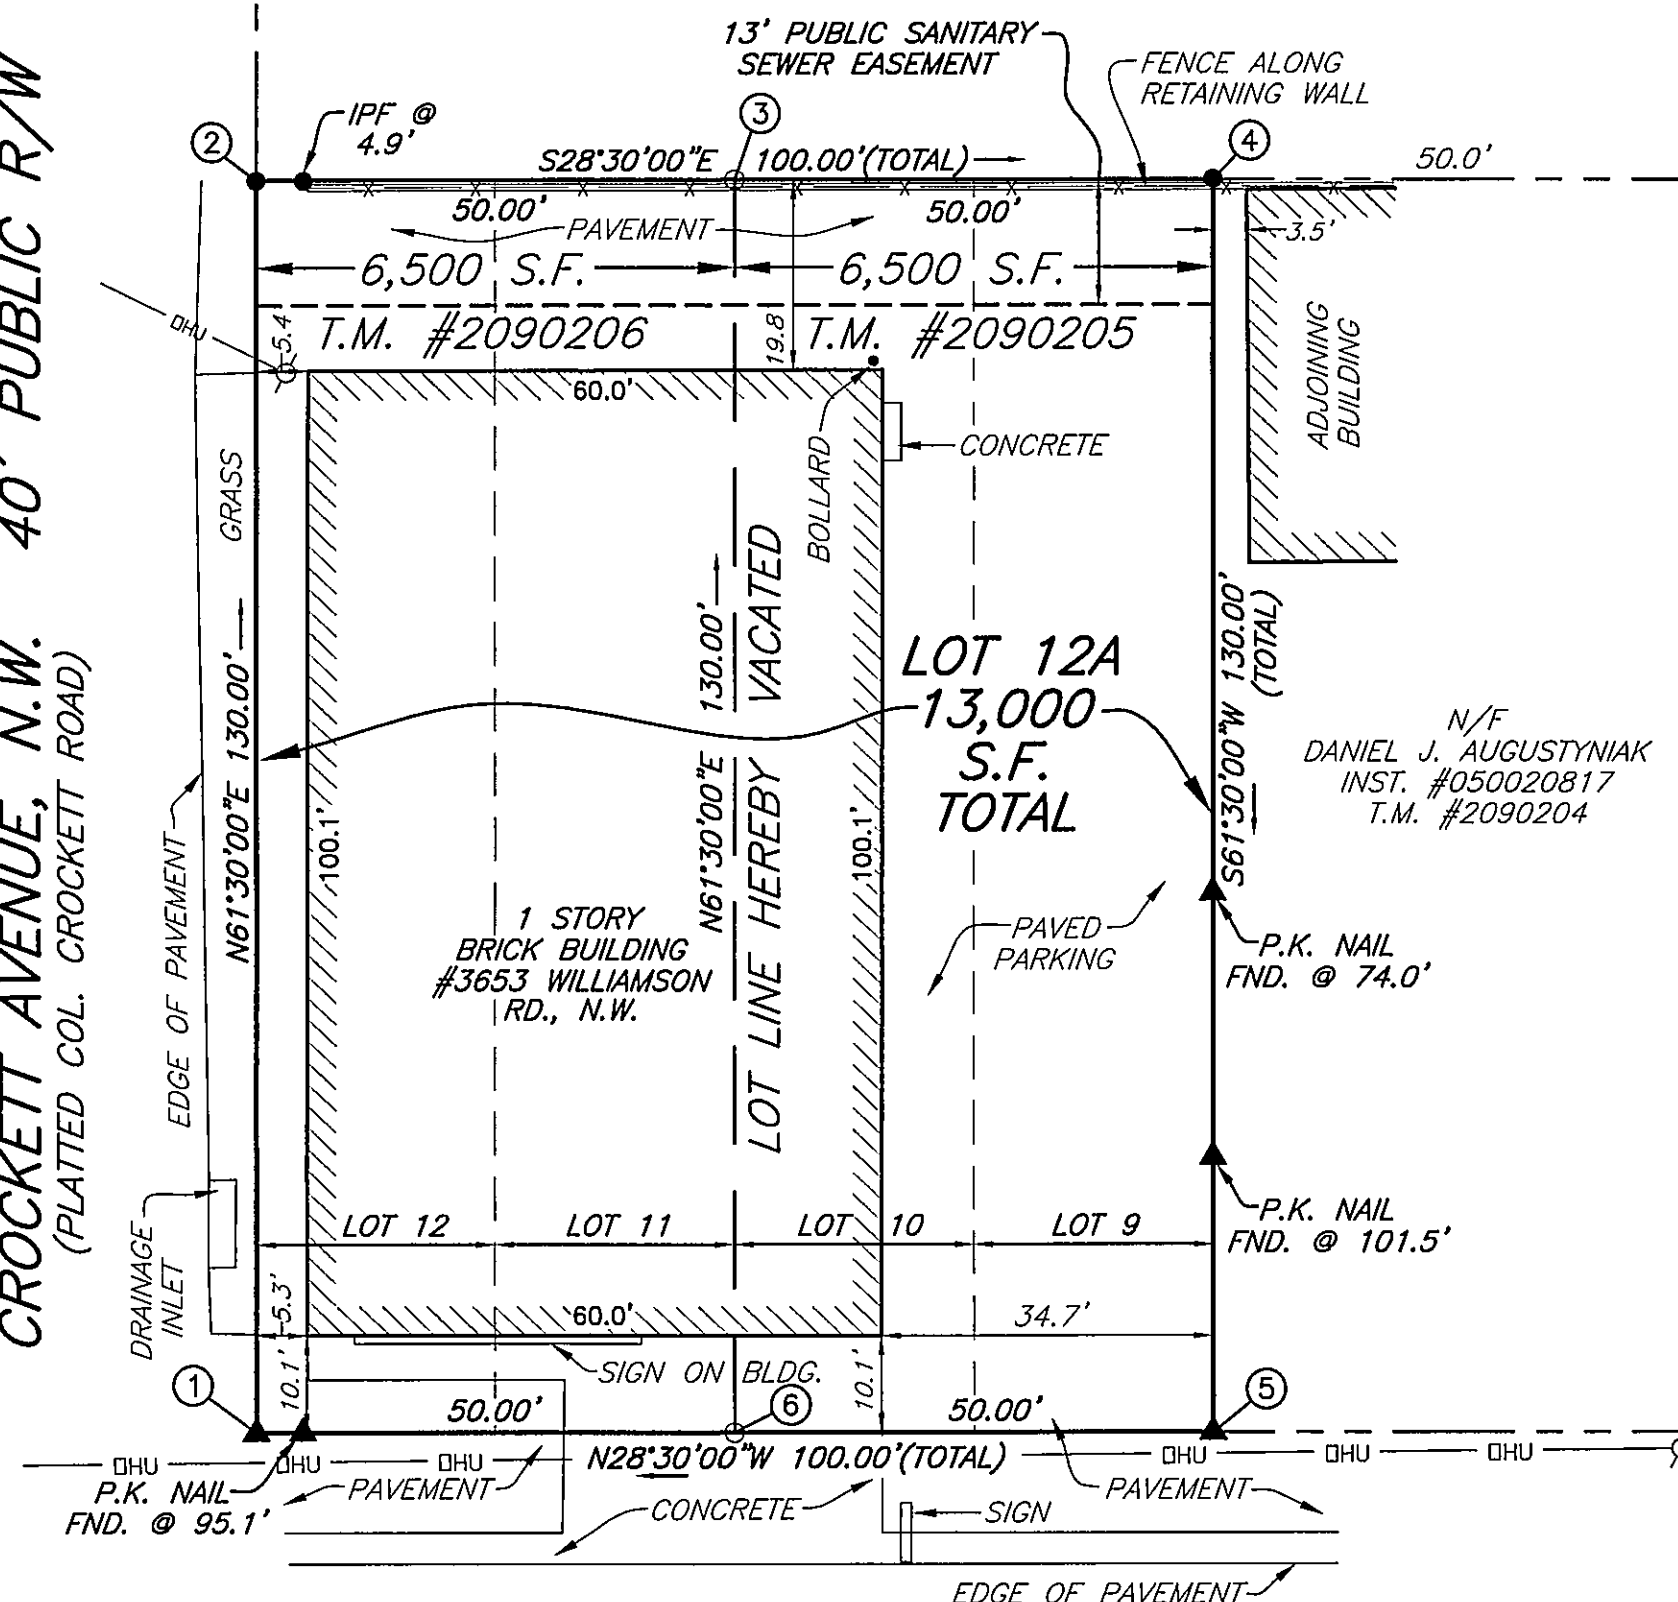 CROCKETT AVENUE, N.W. 40' PUBLIC R/W
(PLATTED COL. CROCKETT ROAD)
13' PUBLIC SANITARY
SEWER EASEMENT
FENCE ALONG
RETAINING WALL
IPF @
4.9'
2
3
4
S28°30'00"E 100.00'(TOTAL)
50.0'
50.00'
50.00'
PAVEMENT
3.5'
6,500 S.F.
6,500 S.F.
OHU
5.4'
T.M. #2090206
19.8
T.M. #2090205
60.0'
ADJOINING
BUILDING
BOLLARD
CONCRETE
GRASS
N61°30'00"E 130.00'
EDGE OF PAVEMENT
100.1'
N61°30'00"E 130.00'
LOT LINE HEREBY VACATED
LOT 12A
13,000
S.F.
TOTAL
100.1'
S61°30'00"W 130.00'
(TOTAL)
N/F
DANIEL J. AUGUSTYNIAK
INST. #050020817
T.M. #2090204
1 STORY
BRICK BUILDING
#3653 WILLIAMSON
RD., N.W.
PAVED
PARKING
P.K. NAIL
FND. @ 74.0'
P.K. NAIL
FND. @ 101.5'
LOT 12
LOT 11
LOT 10
LOT 9
DRAINAGE
INLET
5.3'
60.0'
34.7'
10.1'
SIGN ON BLDG.
10.1'
1
50.00'
6
50.00'
5
OHU OHU OHU
N28°30'00"W 100.00'(TOTAL)
OHU OHU OHU
P.K. NAIL
FND. @ 95.1'
PAVEMENT
CONCRETE
SIGN
PAVEMENT
EDGE OF PAVEMENT